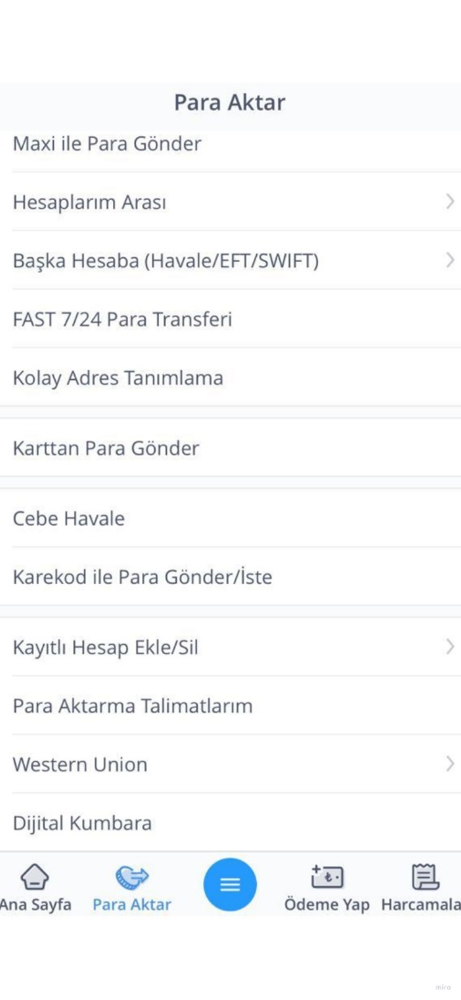 Para Aktar
Maxi ile Para Gönder
Hesaplarım Arası
Başka Hesaba (Havale/EFT/SWIFT)
FAST 7/24 Para Transferi
Kolay Adres Tanımlama
Karttan Para Gönder
Cebe Havale
Karekod ile Para Gönder/İste
Kayıtlı Hesap Ekle/Sil
Para Aktarma Talimatlarım
Western Union
Dijital Kumbara
Ana Sayfa
Para Aktar
Ödeme Yap
Harcamala
miro